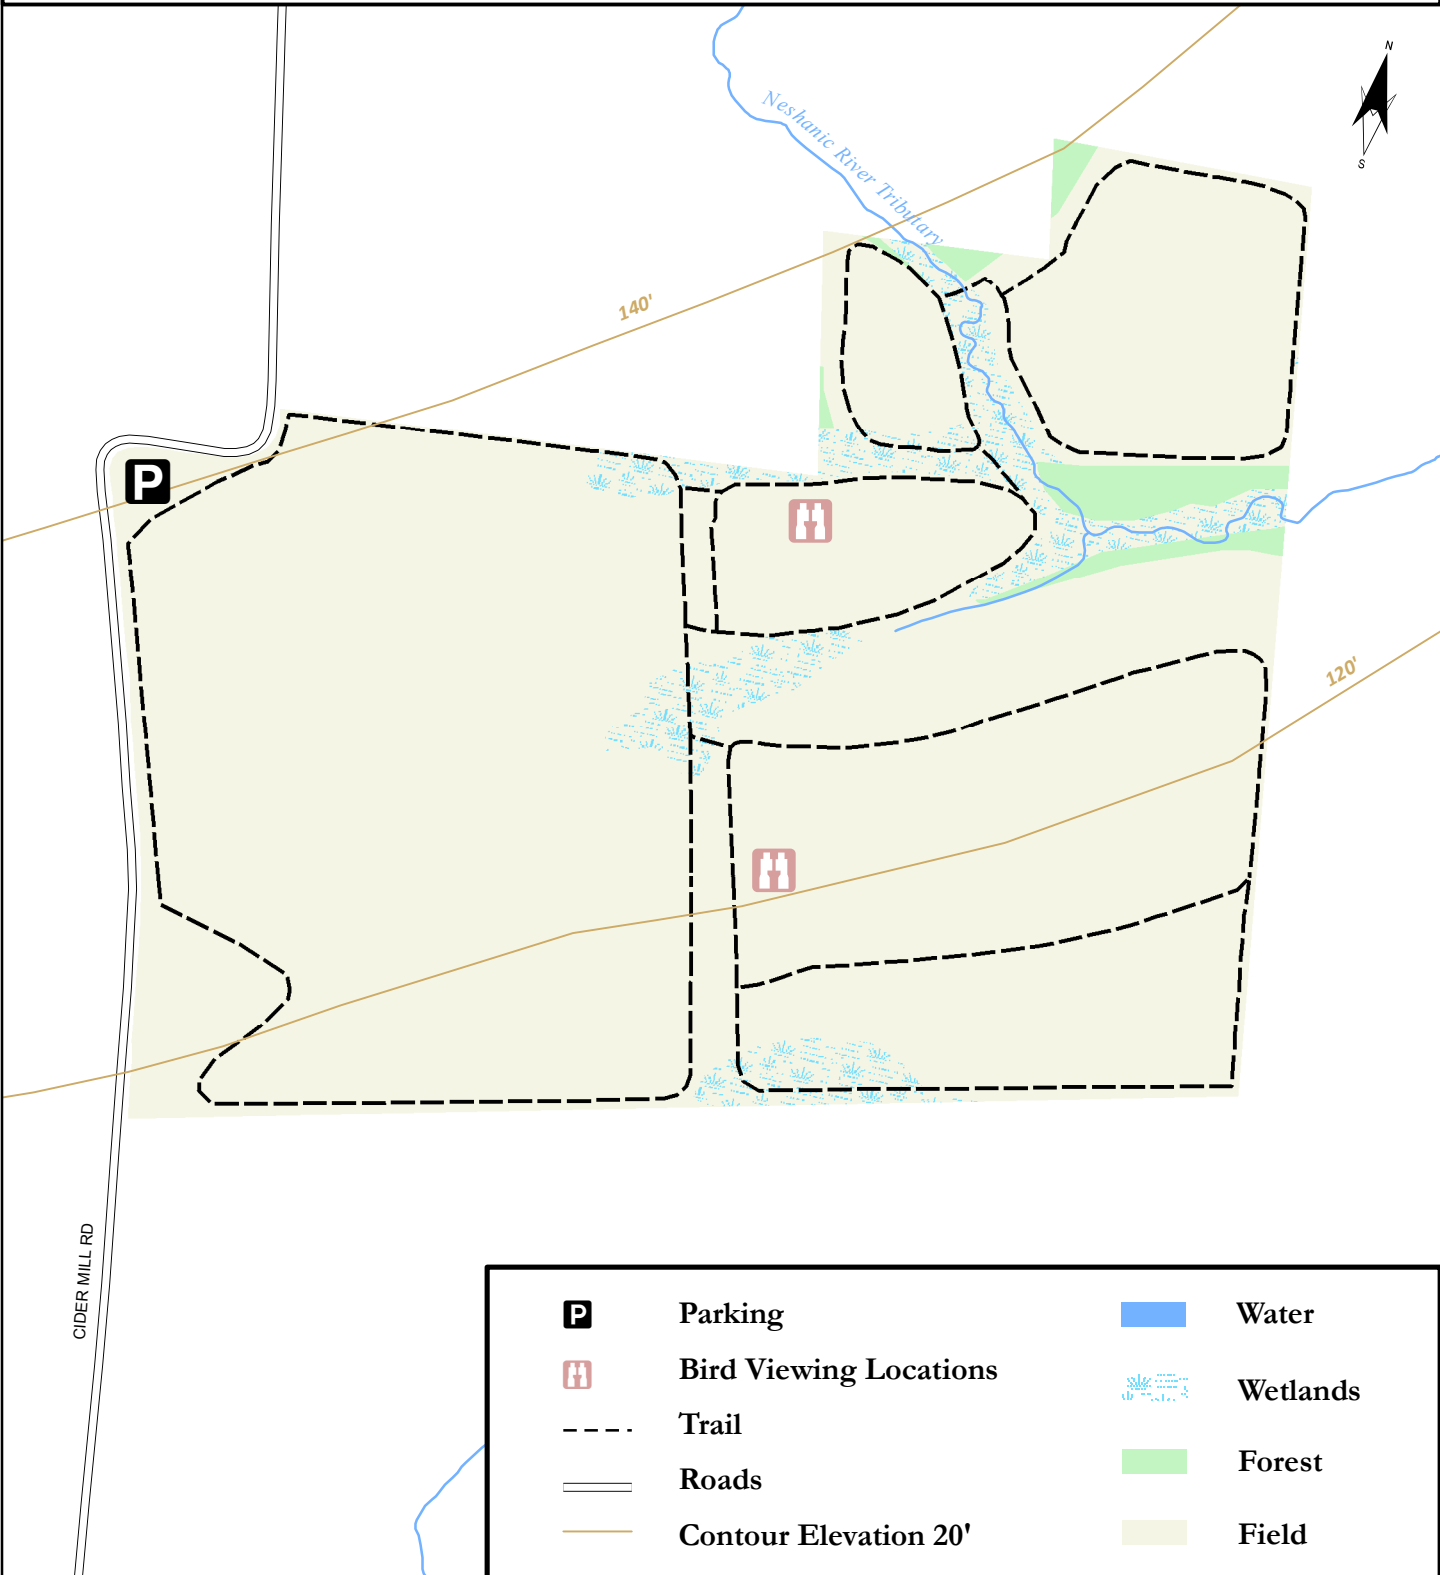 N
S
Neshanic River Tributary
140'
P
120'
CIDER MILL RD
P Parking
Bird Viewing Locations
Trail
Roads
Contour Elevation 20'
Water
Wetlands
Forest
Field